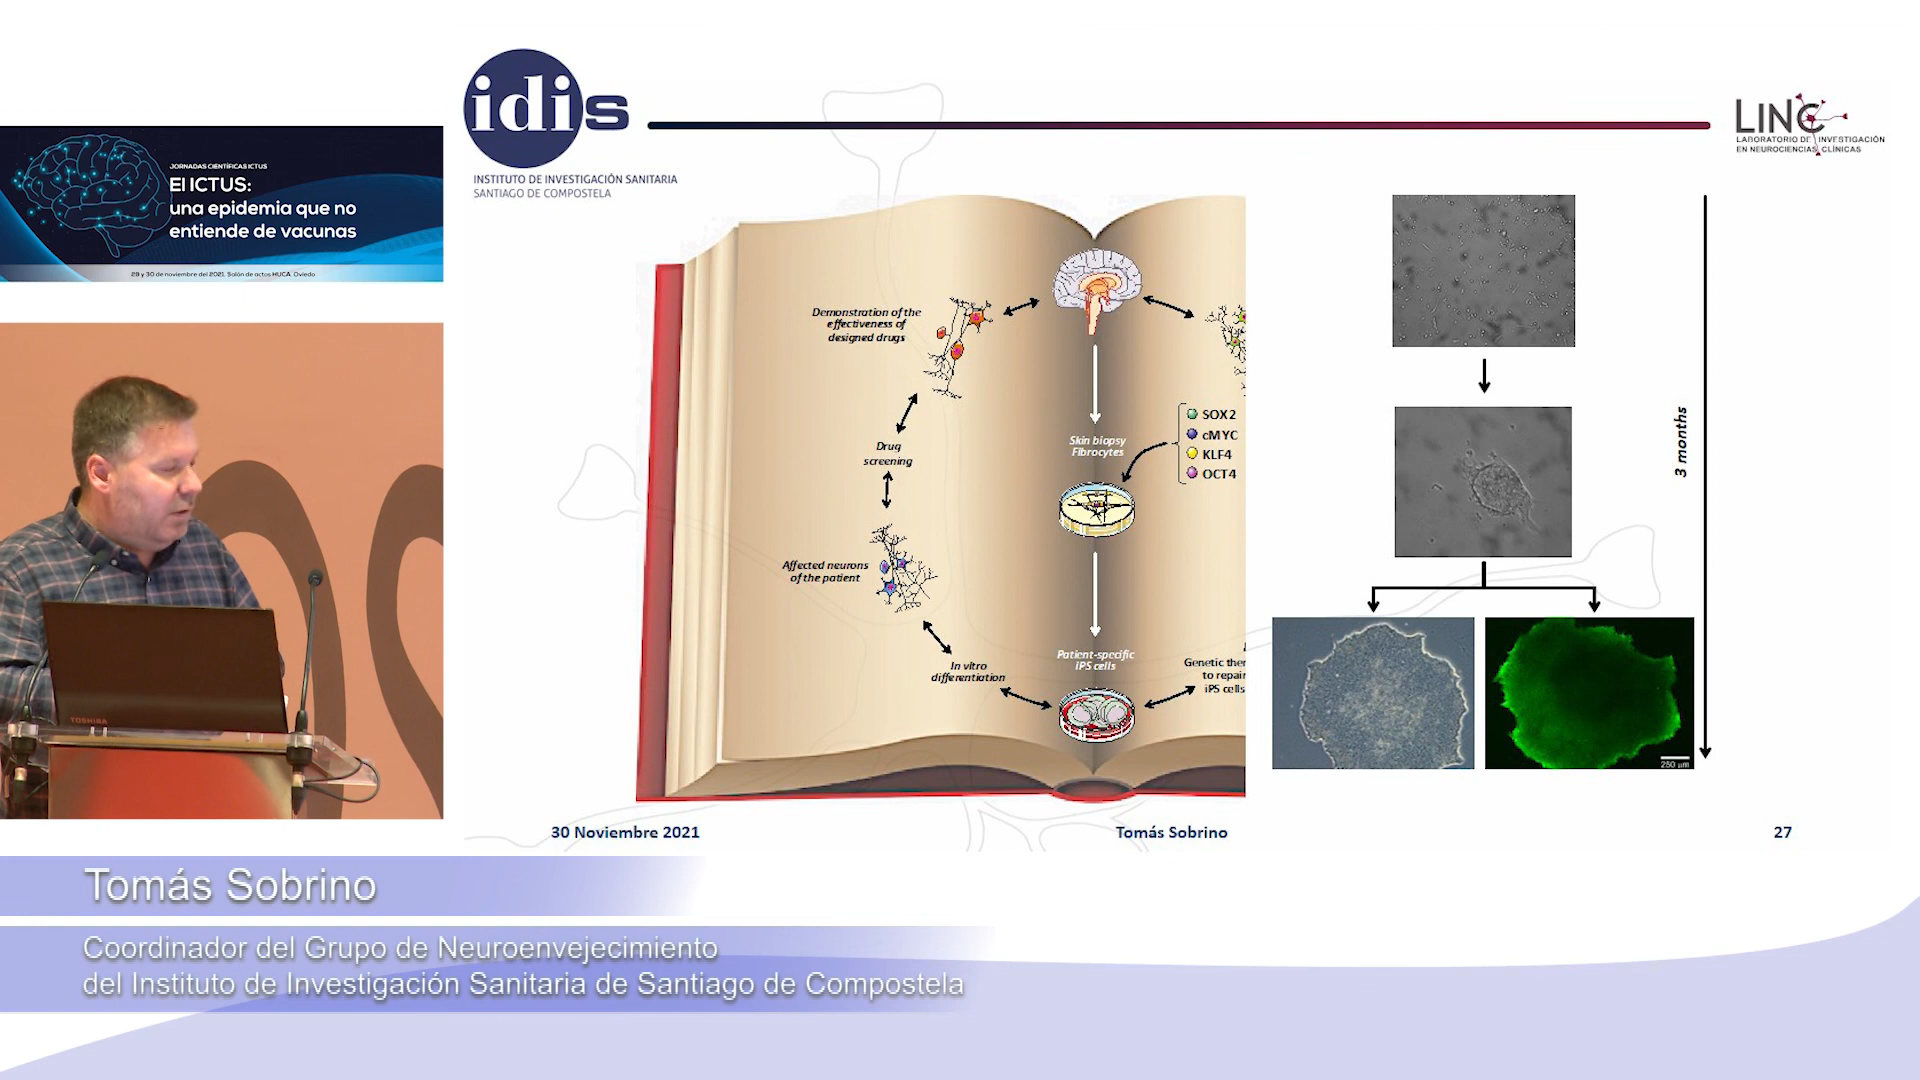 idis
INSTITUTO DE INVESTIGACIÓN SANITARIA
SANTIAGO DE COMPOSTELA
LINC
LABORATORIO DE INVESTIGACIÓN
EN NEUROCIENCIAS CLÍNICAS
JORNADAS CIENTÍFICAS ICTUS
El ICTUS:
una epidemia que no
entiende de vacunas
29 y 30 de noviembre del 2021. Salón de actos HUCA. Oviedo
Demonstration of the
effectiveness of
designed drugs
Drug
screening
Affected neurons
of the patient
In vitro
differentiation
Skin biopsy
Fibrocytes
SOX2
cMYC
KLF4
OCT4
Patient-specific
iPS cells
Genetic ther
to repair
iPS cells
3 months
250 µm
TOSHIBA
30 Noviembre 2021
Tomás Sobrino
27
Tomás Sobrino
Coordinador del Grupo de Neuroenvejecimiento
del Instituto de Investigación Sanitaria de Santiago de Compostela